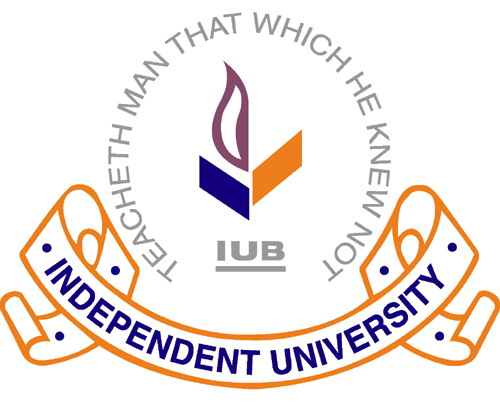 TEACHETH MAN THAT WHICH HE KNEW NOT
IUB
INDEPENDENT UNIVERSITY